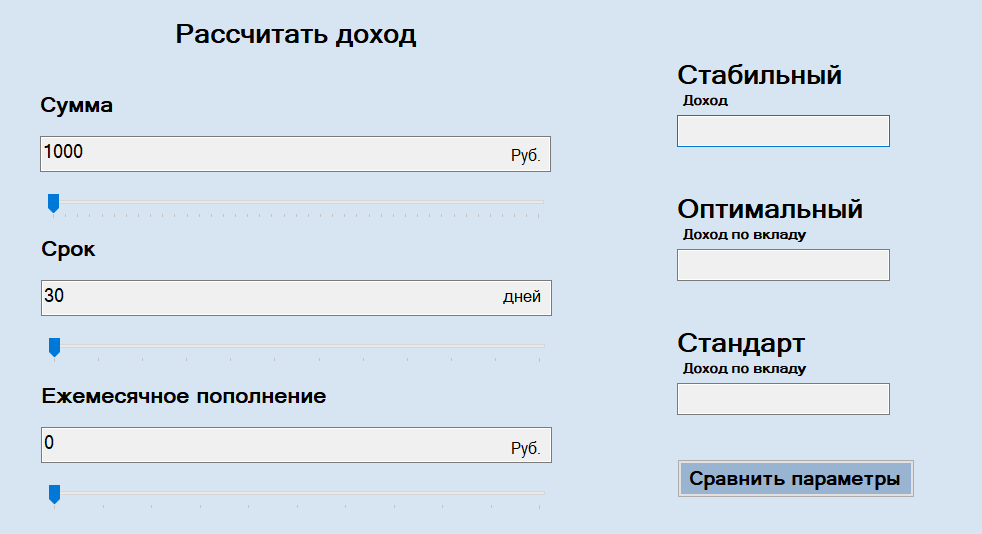 Рассчитать доход
Сумма
1000 Руб.
Срок
30 дней
Ежемесячное пополнение
0 Руб.
Стабильный
Доход
Оптимальный
Доход по вкладу
Стандарт
Доход по вкладу
Сравнить параметры